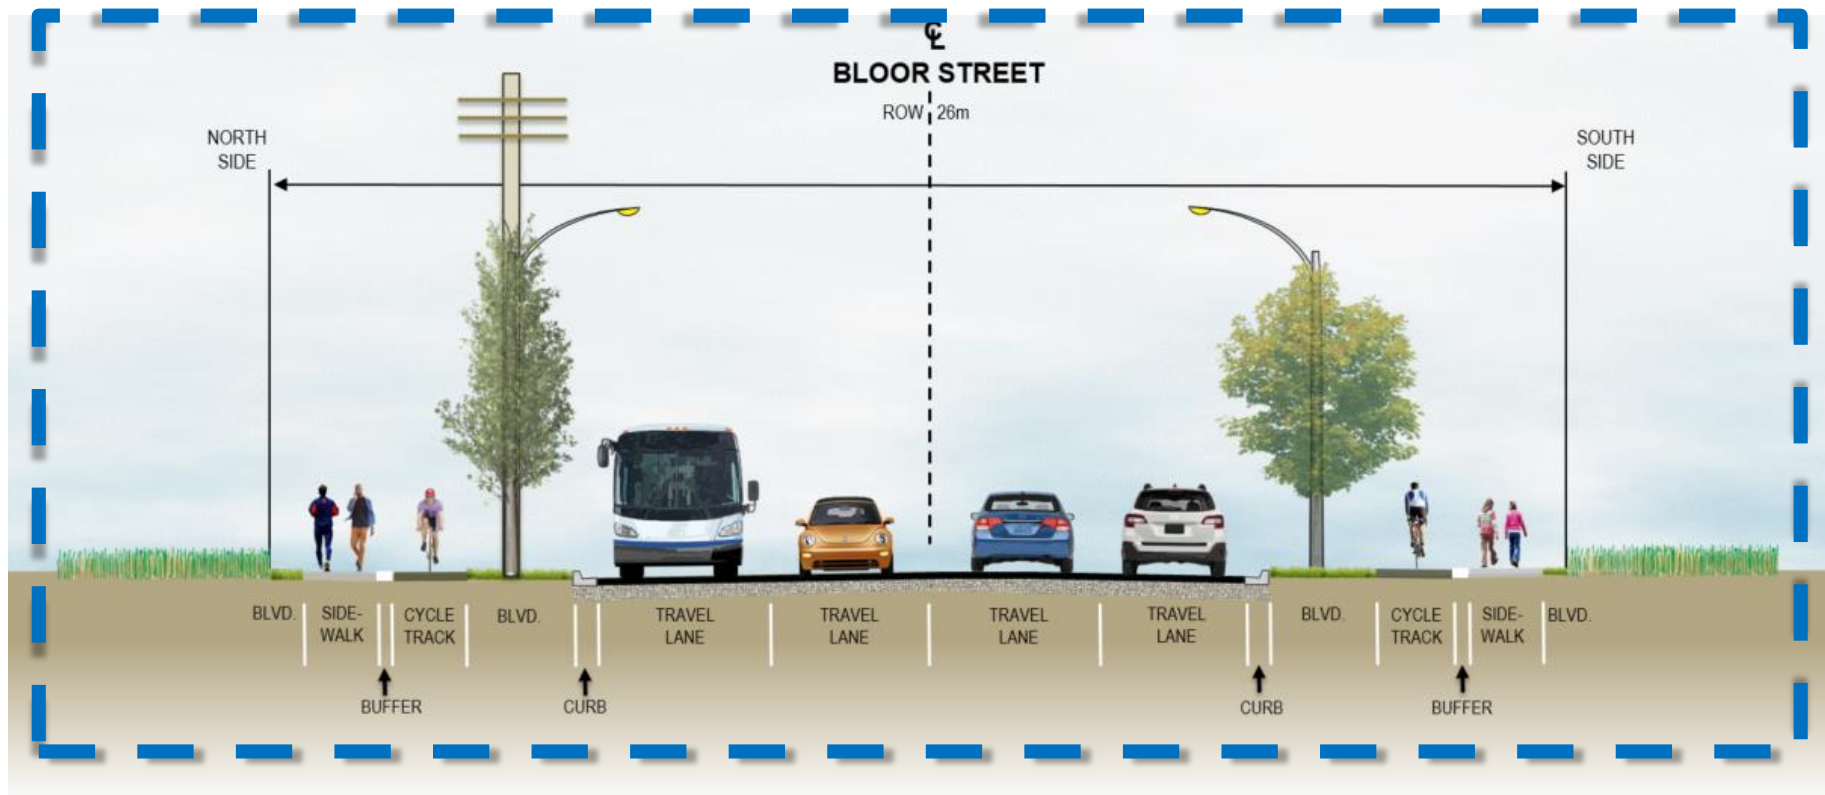 ℄
BLOOR STREET
ROW 26m
NORTH
SIDE
SOUTH
SIDE
BLVD.
SIDE-
WALK
CYCLE
TRACK
BLVD.
TRAVEL
LANE
TRAVEL
LANE
TRAVEL
LANE
TRAVEL
LANE
BLVD.
CYCLE
TRACK
SIDE-
WALK
BLVD.
BUFFER
CURB
CURB
BUFFER